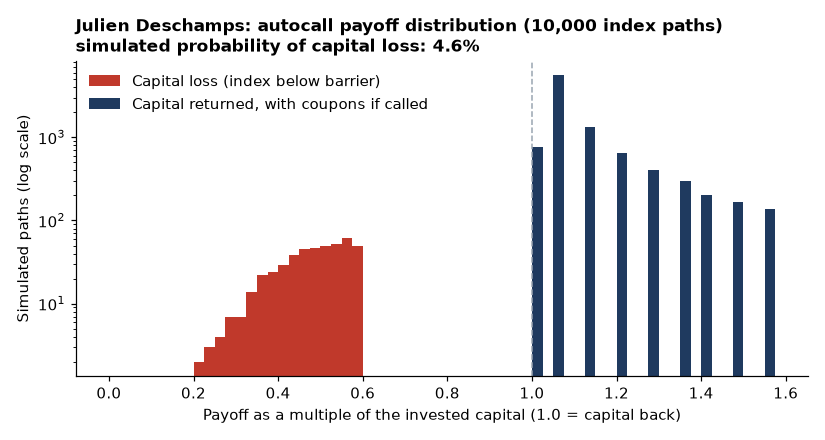 Julien Deschamps: autocall payoff distribution (10,000 index paths)
simulated probability of capital loss: 4.6%
Capital loss (index below barrier)
Capital returned, with coupons if called
Simulated paths (log scale)
10³
10²
10¹
0.0 0.2 0.4 0.6 0.8 1.0 1.2 1.4 1.6
Payoff as a multiple of the invested capital (1.0 = capital back)